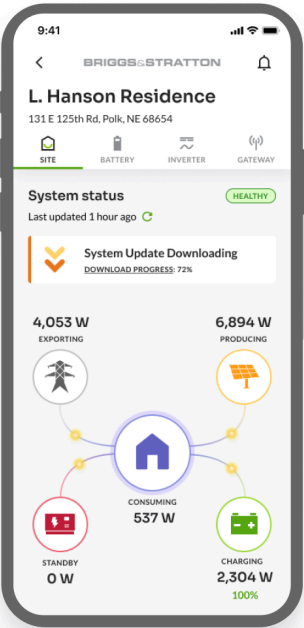 9:41
BRIGGS&STRATTON
L. Hanson Residence
131 E 125th Rd, Polk, NE 68654
SITE BATTERY INVERTER GATEWAY
System status HEALTHY
Last updated 1 hour ago
System Update Downloading
DOWNLOAD PROGRESS: 72%
4,053 W 6,894 W
EXPORTING PRODUCING
CONSUMING
537 W
STANDBY CHARGING
0 W 2,304 W
100%